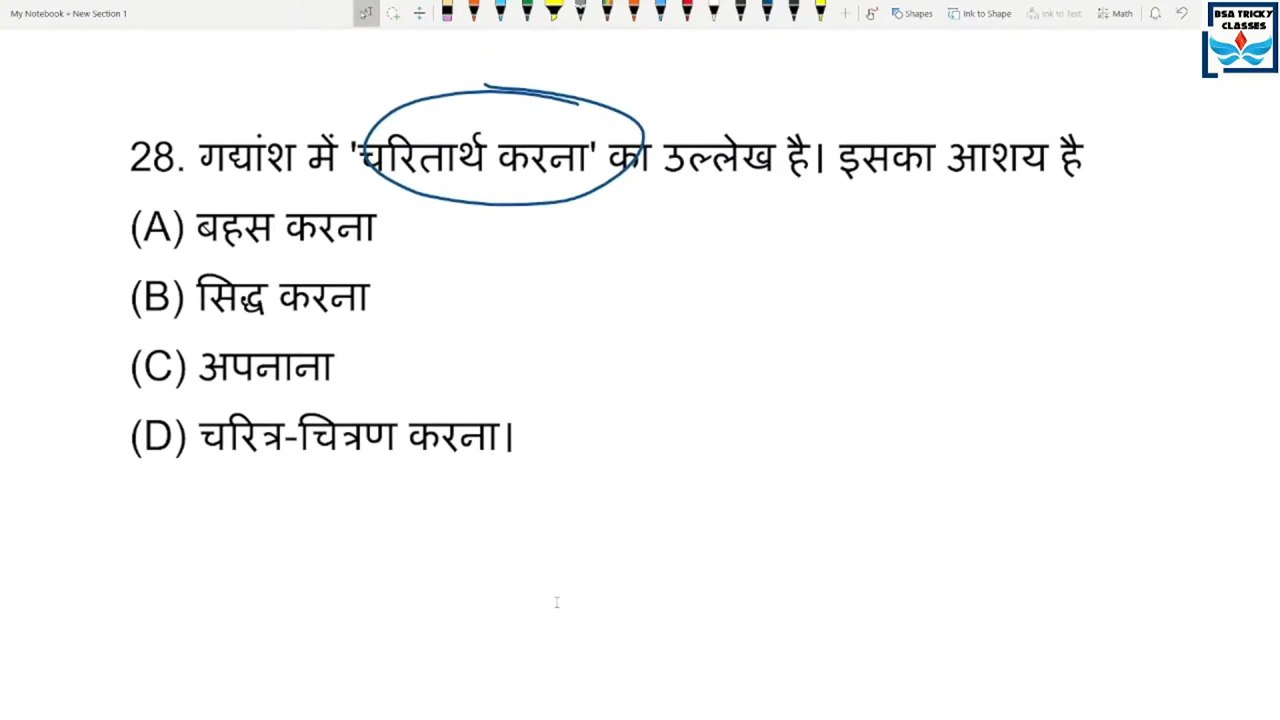 My Notebook » New Section 1
Shapes
Ink to Shape
Ink to Text
Math
BSA TRICKY
CLASSES
28. गद्यांश में 'चरितार्थ करना' का उल्लेख है। इसका आशय है
(A) बहस करना
(B) सिद्ध करना
(C) अपनाना
(D) चरित्र-चित्रण करना।